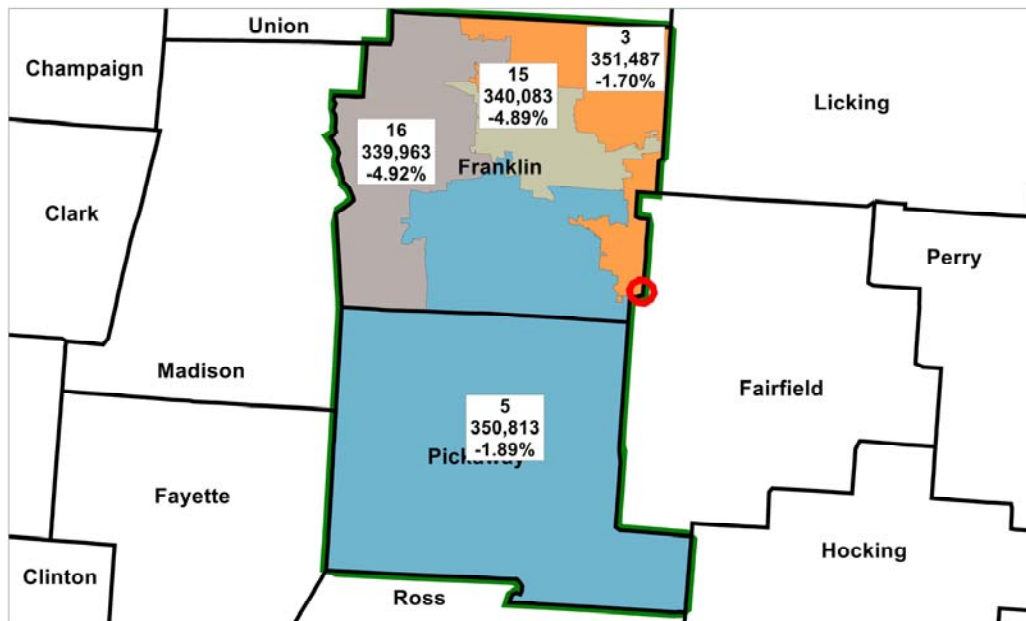 Union
Champaign
3
351,487
-1.70%
15
340,083
-4.89%
Licking
16
339,963
-4.92%
Franklin
Clark
Perry
Madison
Fairfield
5
350,813
-1.89%
Pickaway
Fayette
Hocking
Clinton
Ross